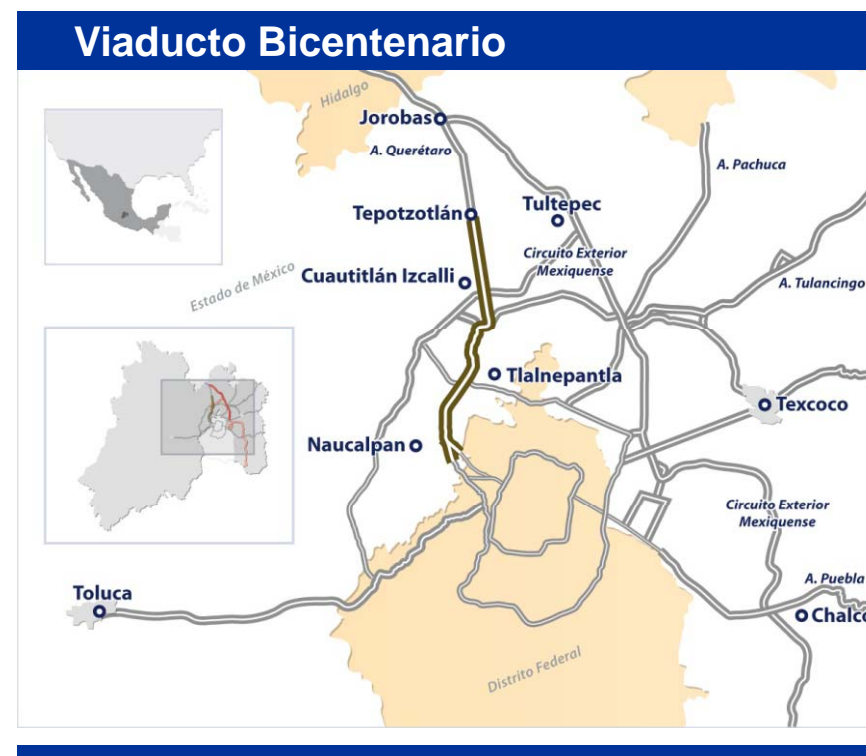 Viaducto Bicentenario
Hidalgo
Jorobas
A. Querétaro
A. Pachuca
Tepotzotlán
Tultepec
Circuito Exterior
Mexiquense
Estado de México
Cuautitlán Izcalli
A. Tulancingo
Tlalnepantla
Texcoco
Naucalpan
Circuito Exterior
Mexiquense
A. Puebla
Toluca
Chalco
Distrito Federal